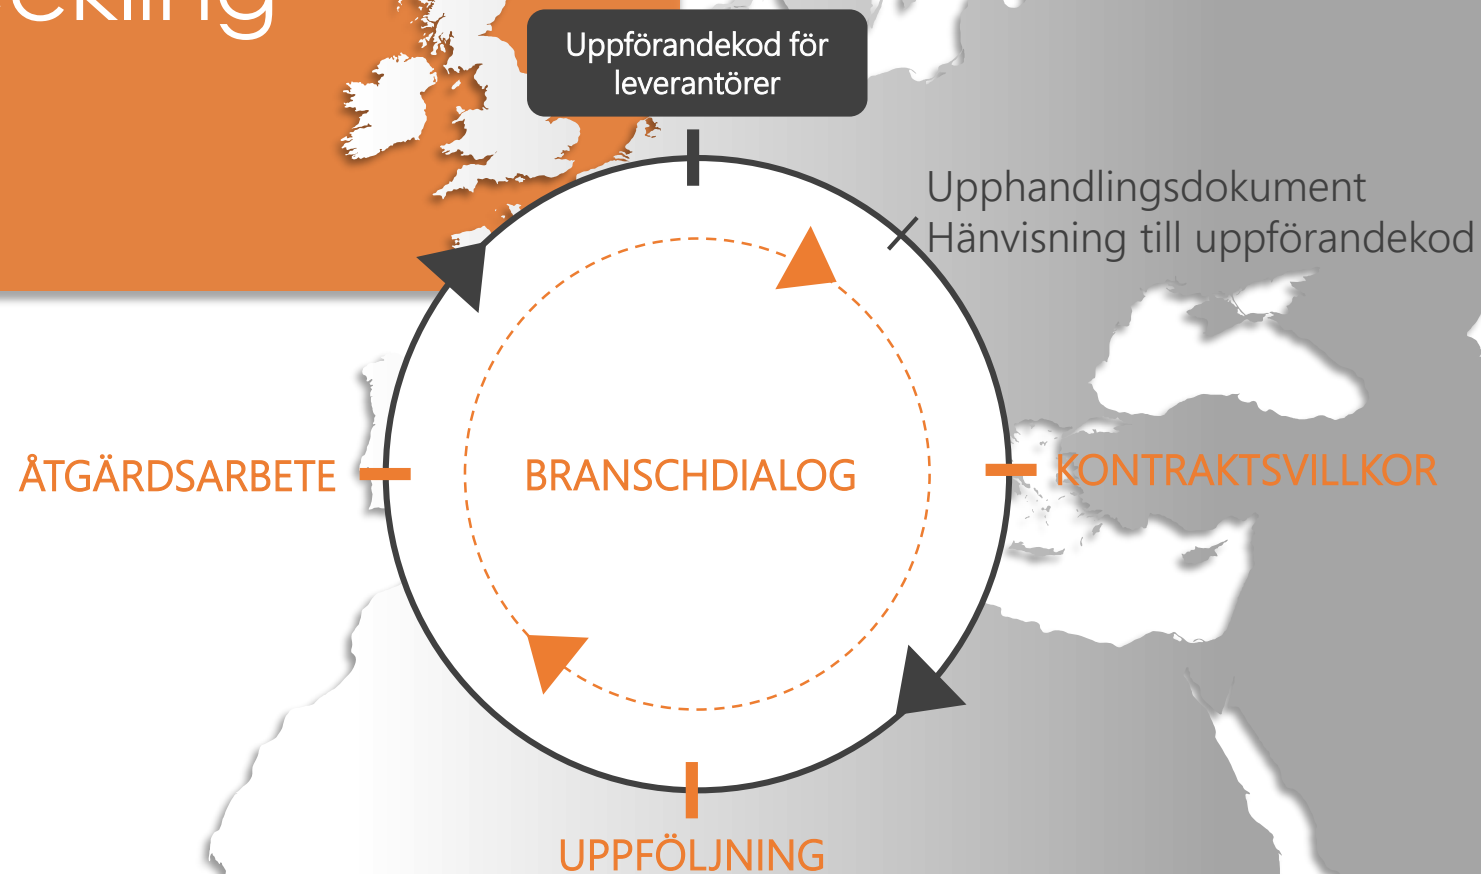 Uppförandekod för
leverantörer
Upphandlingsdokument
Hänvisning till uppförandekod
ÅTGÄRDSARBETE
BRANSCHDIALOG
KONTRAKTSVILLKOR
UPPFÖLJNING